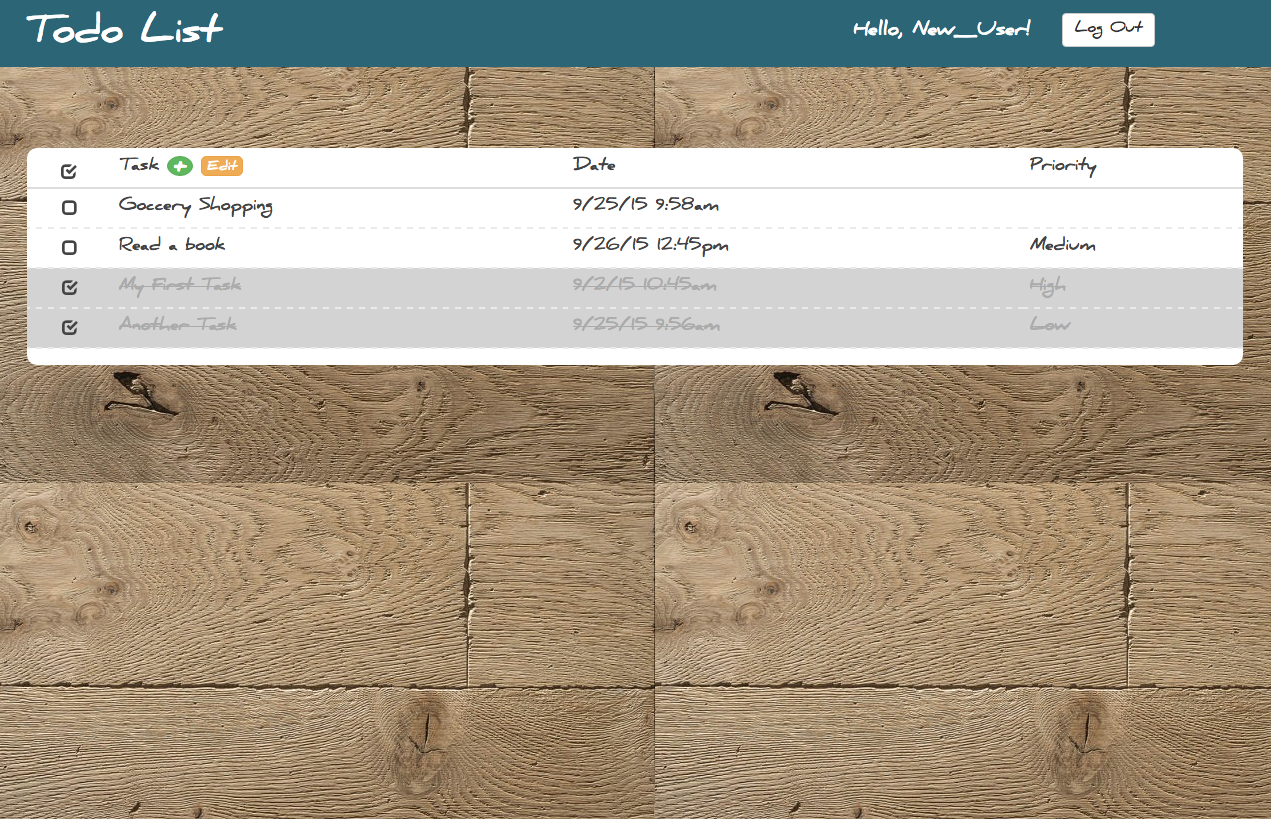 Todo List
Hello, New_User!
Log Out
Task Edit Date Priority
Goccery Shopping 9/25/15 9:58am
Read a book 9/26/15 12:45pm Medium
My First Task 9/2/15 10:45am High
Another Task 9/25/15 9:56am Low